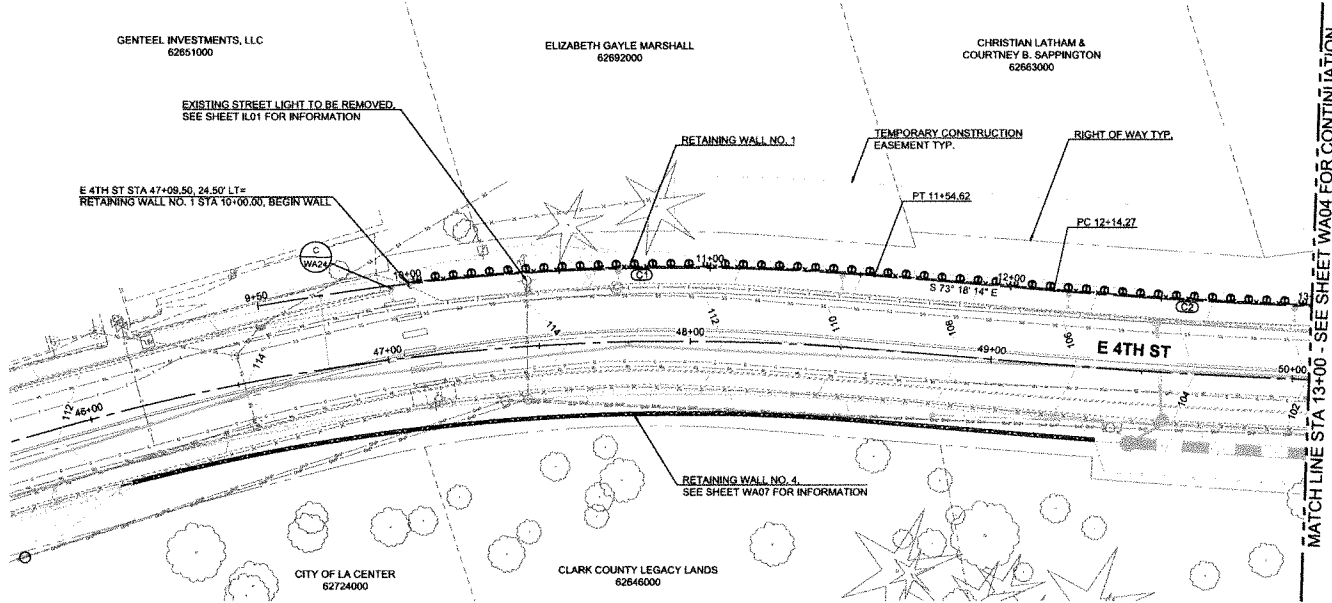 GENTEEL INVESTMENTS, LLC
62651000
ELIZABETH GAYLE MARSHALL
62692000
CHRISTIAN LATHAM &
COURTNEY B. SAPPINGTON
62663000
EXISTING STREET LIGHT TO BE REMOVED.
SEE SHEET IL01 FOR INFORMATION
RETAINING WALL NO. 1
TEMPORARY CONSTRUCTION
EASEMENT TYP.
RIGHT OF WAY TYP.
E 4TH ST STA 47+09.50, 24.50' LT=
RETAINING WALL NO. 1 STA 10+00.00, BEGIN WALL
PT 11+54.62
PC 12+14.27
C
WA24
9+50
10+00
C1
11+00
12+00
S 73° 18' 14" E
C2
13
112
46+00
114
47+00
114
48+00
112
110
108
49+00
106
E 4TH ST
104
102
50+00
RETAINING WALL NO. 4.
SEE SHEET WA07 FOR INFORMATION
CITY OF LA CENTER
62724000
CLARK COUNTY LEGACY LANDS
62646000
MATCH LINE STA 13+00 - SEE SHEET WA04 FOR CONTINUATION